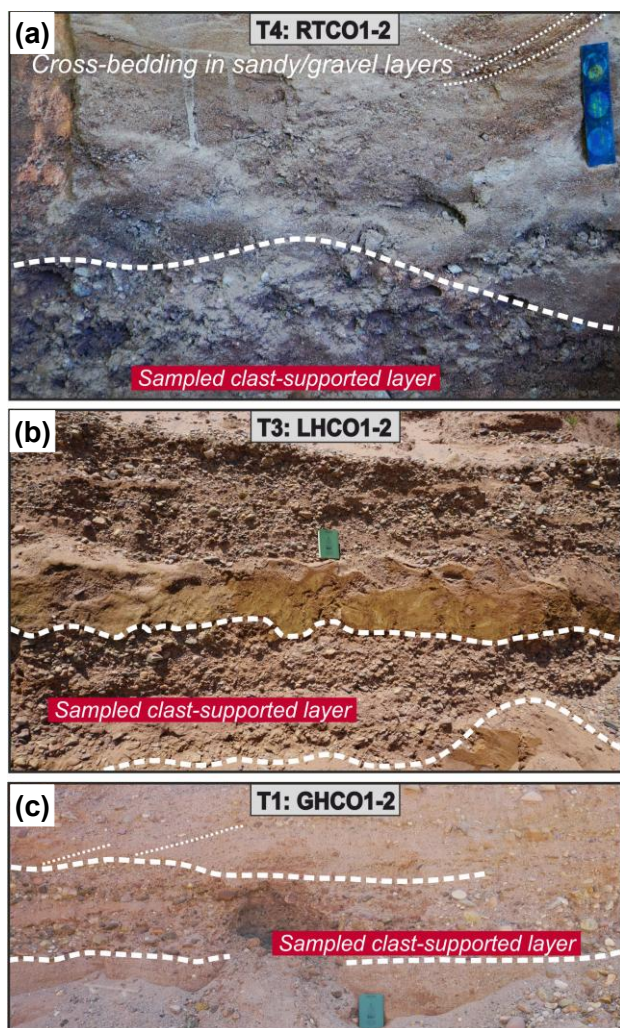 (a)
T4: RTCO1-2
Cross-bedding in sandy/gravel layers
Sampled clast-supported layer
(b)
T3: LHCO1-2
Sampled clast-supported layer
(c)
T1: GHCO1-2
Sampled clast-supported layer